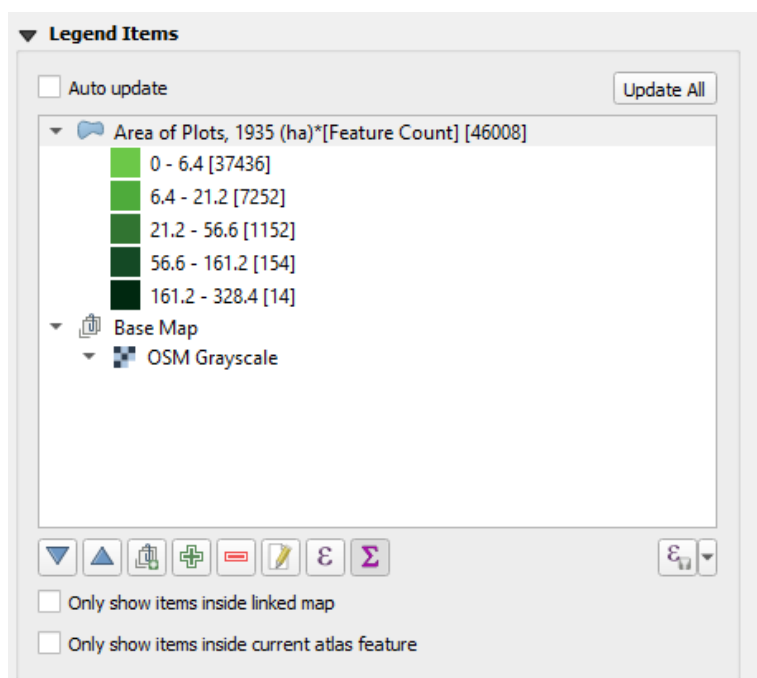 Legend Items
Auto update
Update All
Area of Plots, 1935 (ha)*[Feature Count] [46008]
0 - 6.4 [37436]
6.4 - 21.2 [7252]
21.2 - 56.6 [1152]
56.6 - 161.2 [154]
161.2 - 328.4 [14]
Base Map
OSM Grayscale
ε Σ ε
Only show items inside linked map
Only show items inside current atlas feature